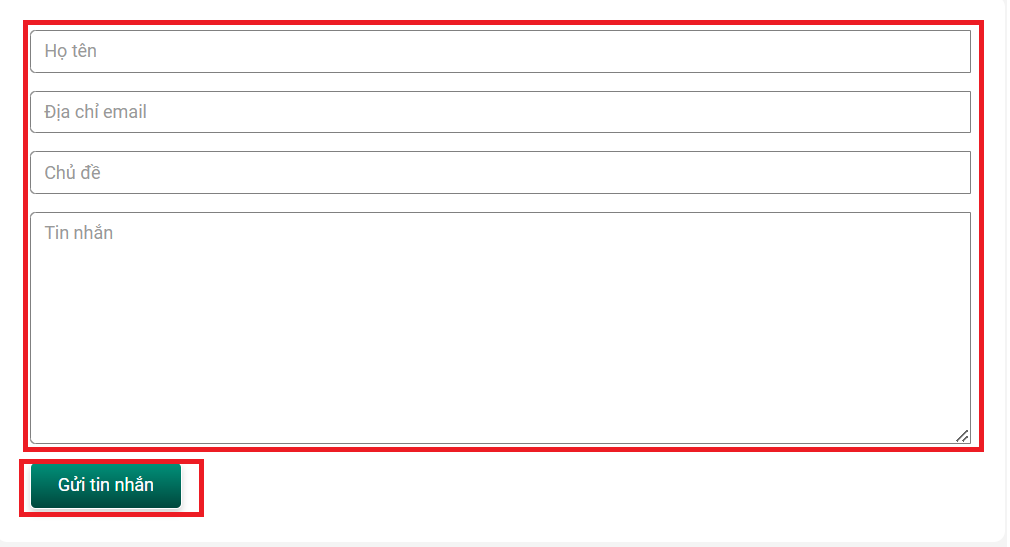 Họ tên
Địa chỉ email
Chủ đề
Tin nhắn
Gửi tin nhắn